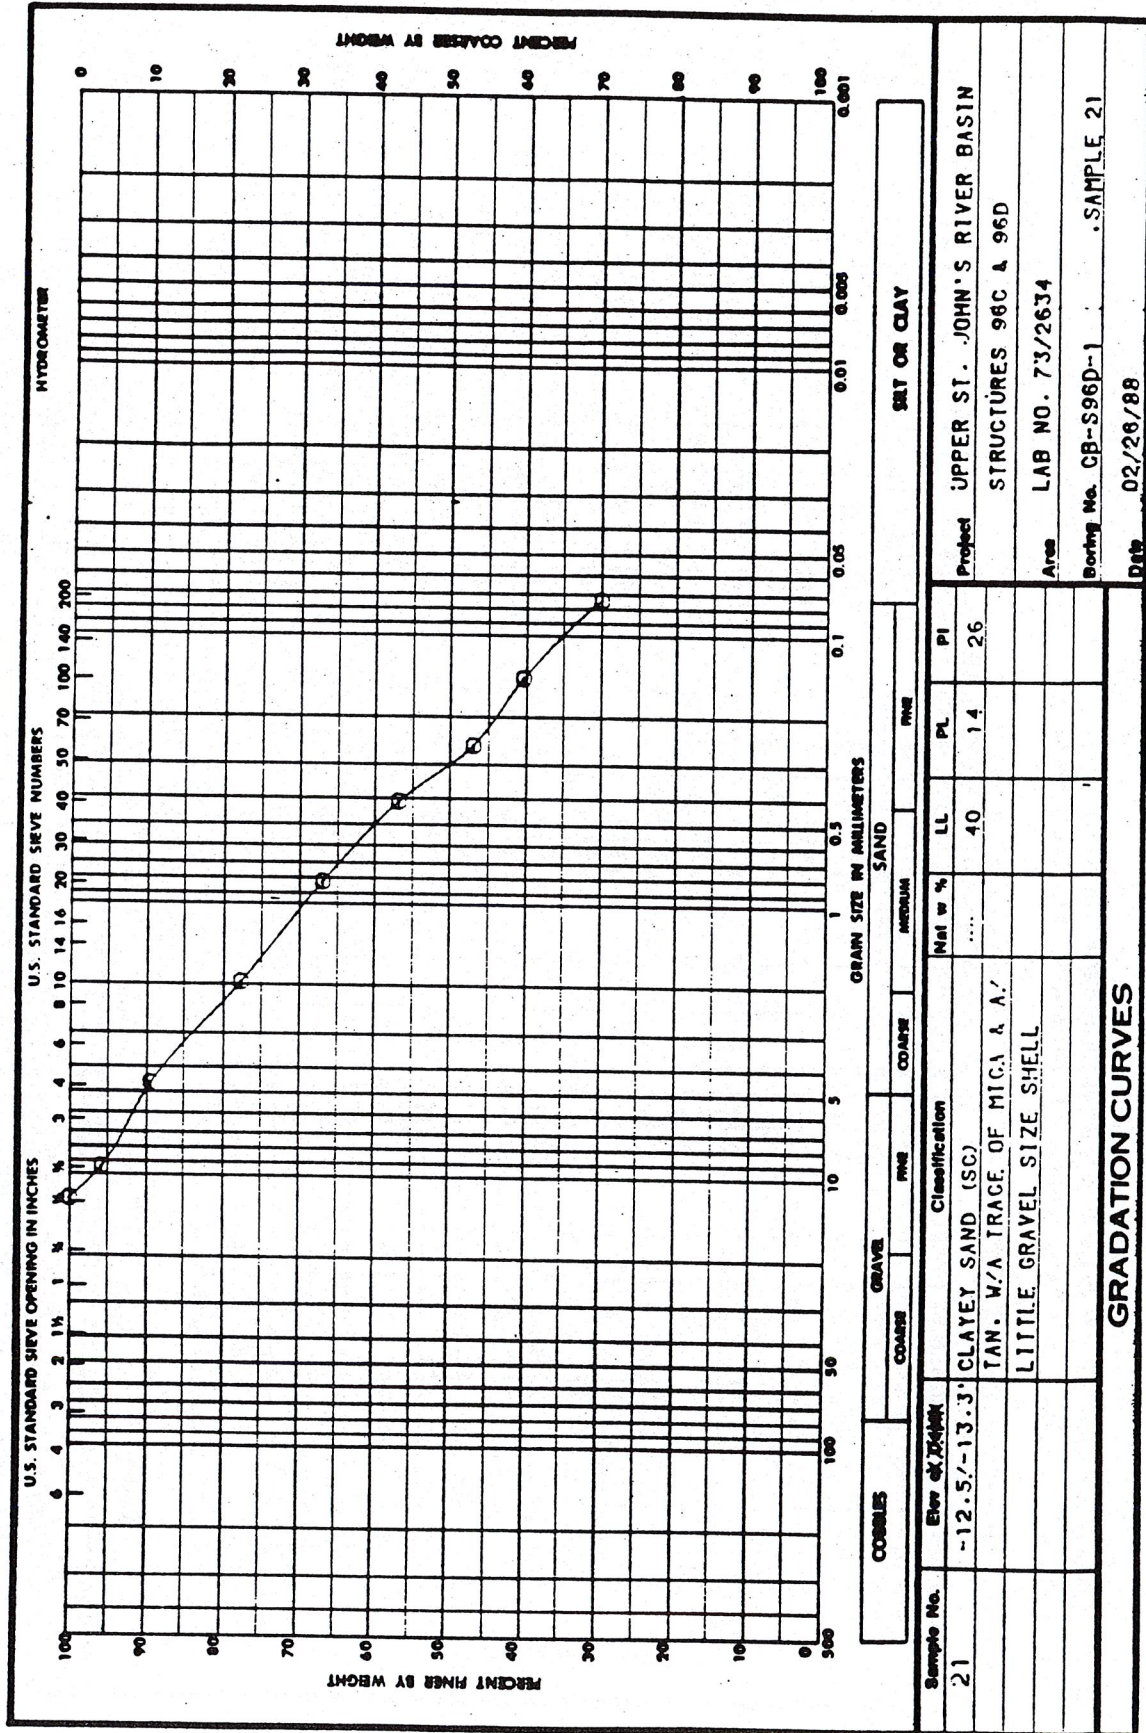 U.S. STANDARD SIEVE OPENING IN INCHES
U.S. STANDARD SIEVE NUMBERS
HYDROMETER
6 4 3 2 1½ 1 ¾ ½ ⅜ 3 4 6 8 10 14 16 20 30 40 50 70 100 140 200
PERCENT FINER BY WEIGHT
100
90
80
70
60
50
40
30
20
10
0
PERCENT COARSER BY WEIGHT
0
10
20
30
40
50
60
70
80
90
100
500 100 50 10 5 1 0.5 0.1 0.05 0.01 0.005 0.001
GRAIN SIZE IN MILLIMETERS
COBBLES
GRAVEL
COARSE
FINE
SAND
COARSE
MEDIUM
FINE
SILT OR CLAY
Sample No.
Elev or Depth
Classification
Nat w %
LL
PL
PI
21
-12.5/-13.3'
CLAYEY SAND (SC)
....
40
14
26
TAN. W/A TRACE OF MICA & A/
LITTLE GRAVEL SIZE SHELL
Project UPPER ST. JOHN'S RIVER BASIN
STRUCTURES 96C & 96D
Area LAB NO. 73/2634
Boring No. CB-S96D-1 .SAMPLE 21
Date 02/26/88
GRADATION CURVES